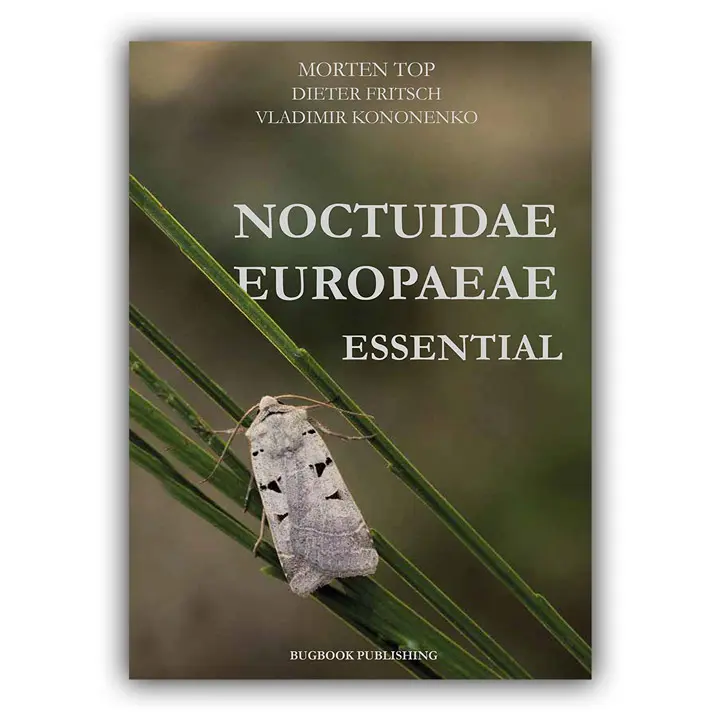 MORTEN TOP
DIETER FRITSCH
VLADIMIR KONONENKO
NOCTUIDAE
EUROPAEAE
ESSENTIAL
BUGBOOK PUBLISHING